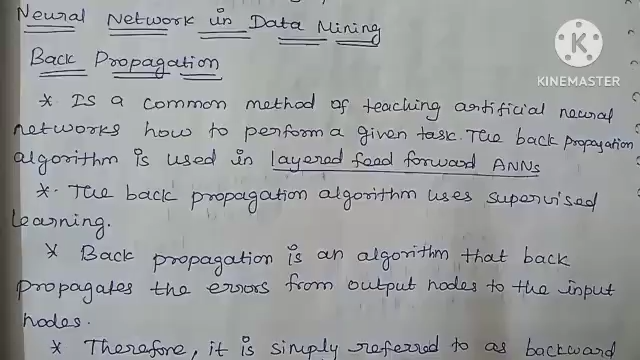 Neural Network in Data Mining
Back Propagation
KINEMASTER
* Is a common method of teaching artificial neural
networks how to perform a given task. The back propagation
algorithm is used in layered feed forward ANNs
*. The back propagation algorithm uses supervised
learning.
* Back propagation is an algorithm that back
propagates the errors from output nodes to the input
nodes.
* Therefore, it is simply referred to as backward